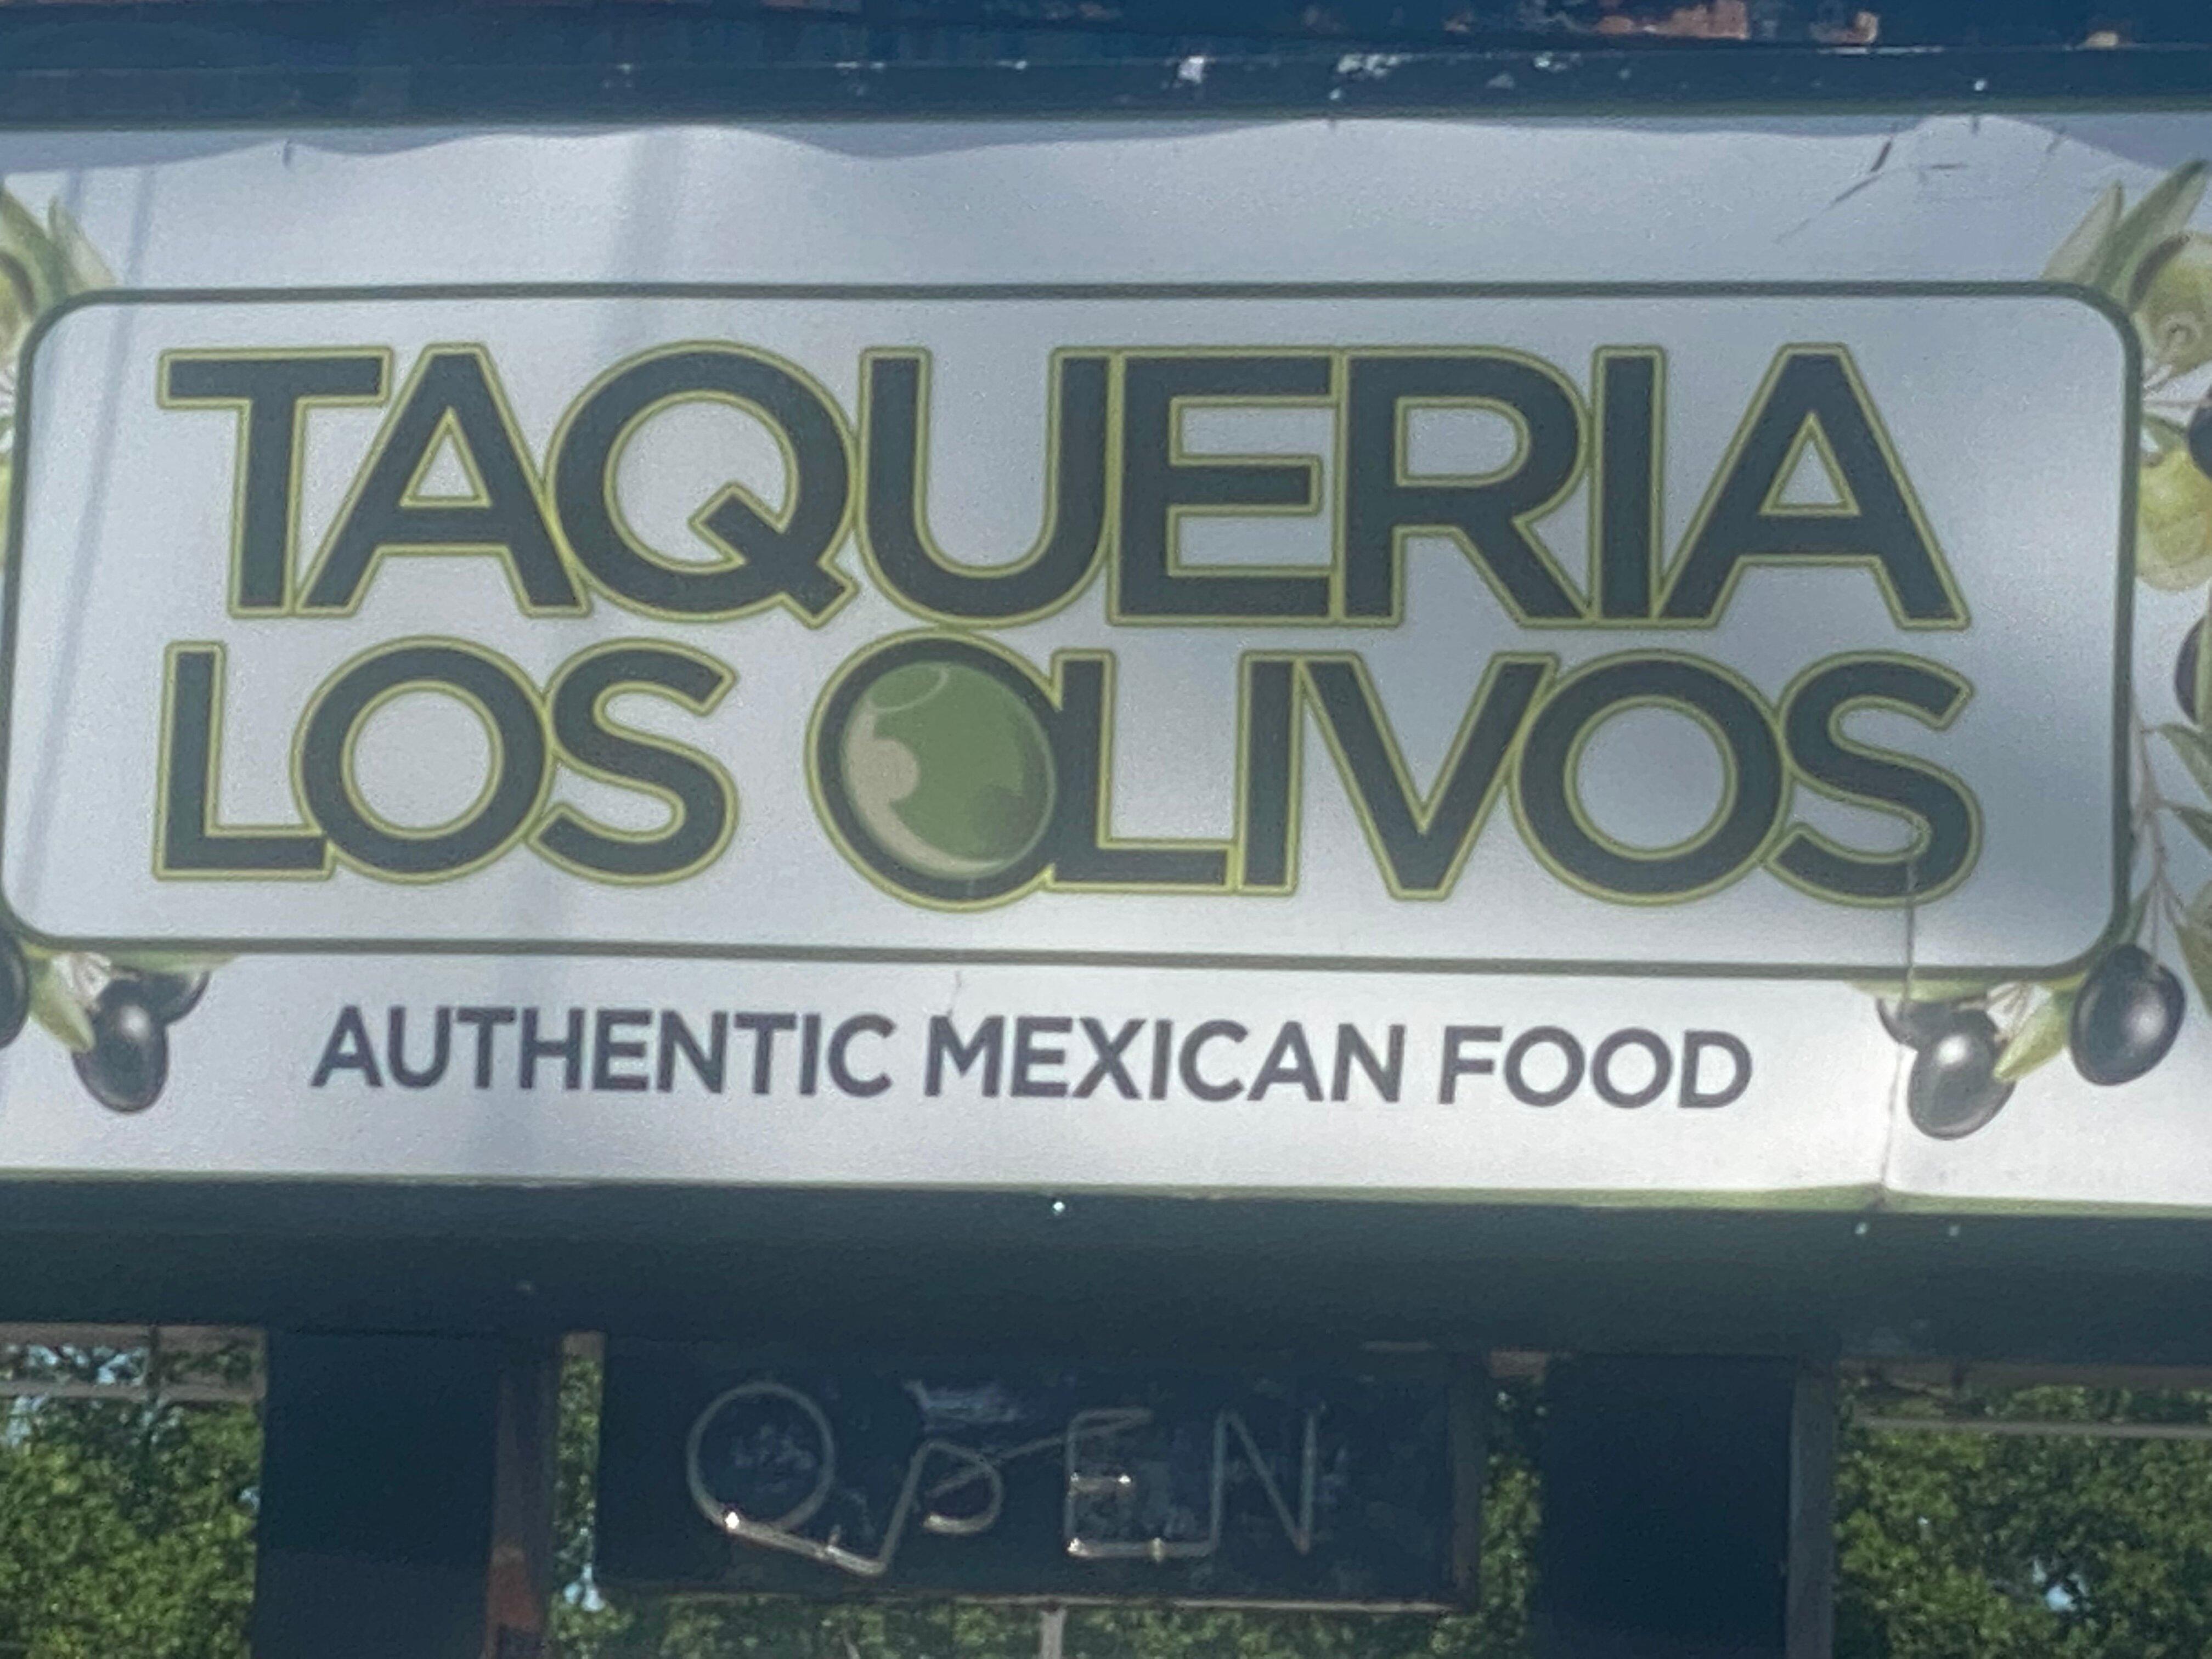 TAQUERIA
LOS OLIVOS
AUTHENTIC MEXICAN FOOD
OPEN